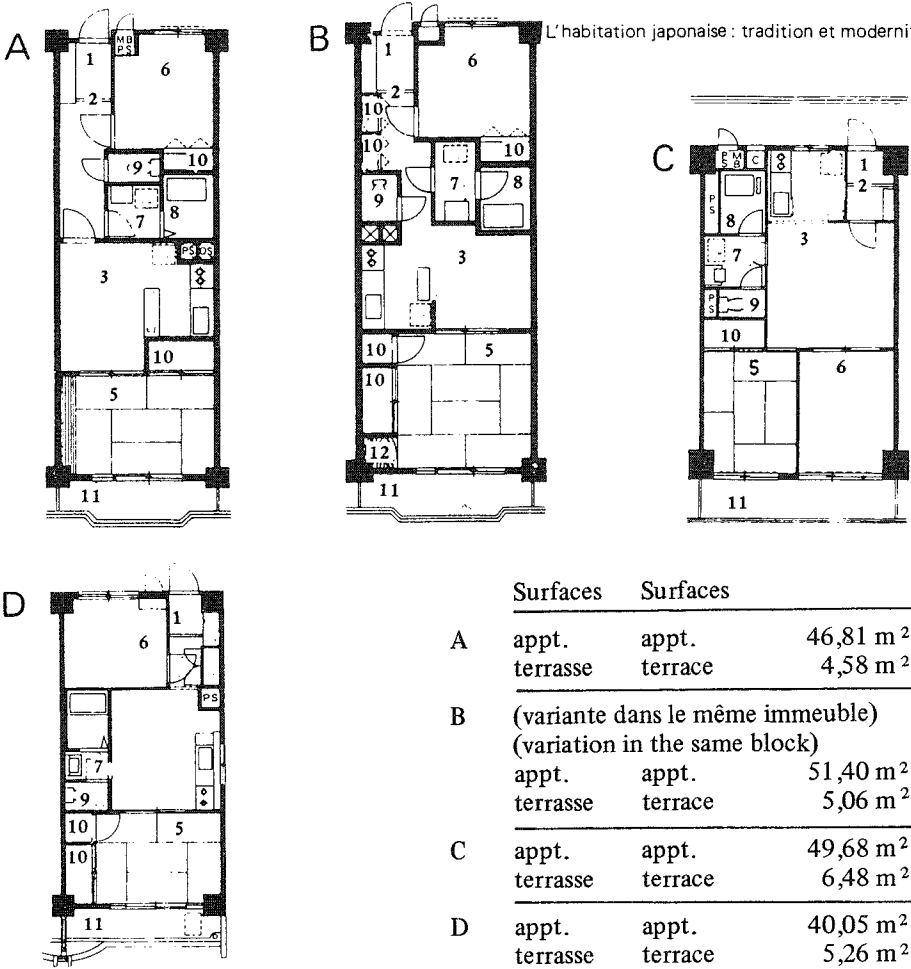 L'habitation japonaise : tradition et moderni
A
MB
PS
1
6
2
9
10
7
8
3
PS
10
5
11
B
1
6
2
10
10
10
9
7
8
3
10
5
10
12
11
C
PS
MB
C
1
2
PS
8
3
7
PS
9
10
5
6
11
D
1
6
PS
7
9
10
5
10
11
Surfaces Surfaces
A appt. appt. 46,81 m²
terrasse terrace 4,58 m²
B (variante dans le même immeuble)
(variation in the same block)
appt. appt. 51,40 m²
terrasse terrace 5,06 m²
C appt. appt. 49,68 m²
terrasse terrace 6,48 m²
D appt. appt. 40,05 m²
terrasse terrace 5,26 m²